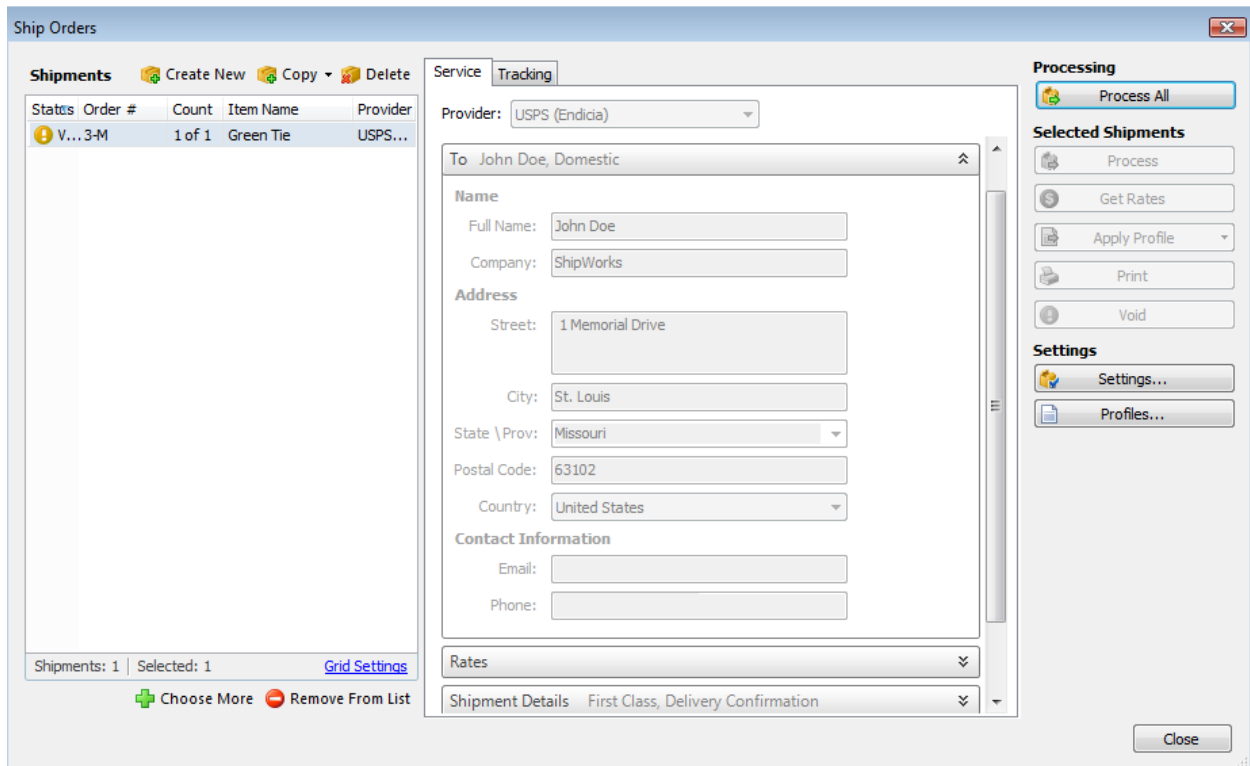 Ship Orders
Shipments Create New Copy Delete
Status Order # Count Item Name Provider
V... 3-M 1 of 1 Green Tie USPS...
Shipments: 1 Selected: 1 Grid Settings
Choose More Remove From List
Service Tracking
Provider: USPS (Endicia)
To John Doe, Domestic
Name
Full Name: John Doe
Company: ShipWorks
Address
Street: 1 Memorial Drive
City: St. Louis
State \ Prov: Missouri
Postal Code: 63102
Country: United States
Contact Information
Email:
Phone:
Rates
Shipment Details First Class, Delivery Confirmation
Processing
Process All
Selected Shipments
Process
Get Rates
Apply Profile
Print
Void
Settings
Settings...
Profiles...
Close